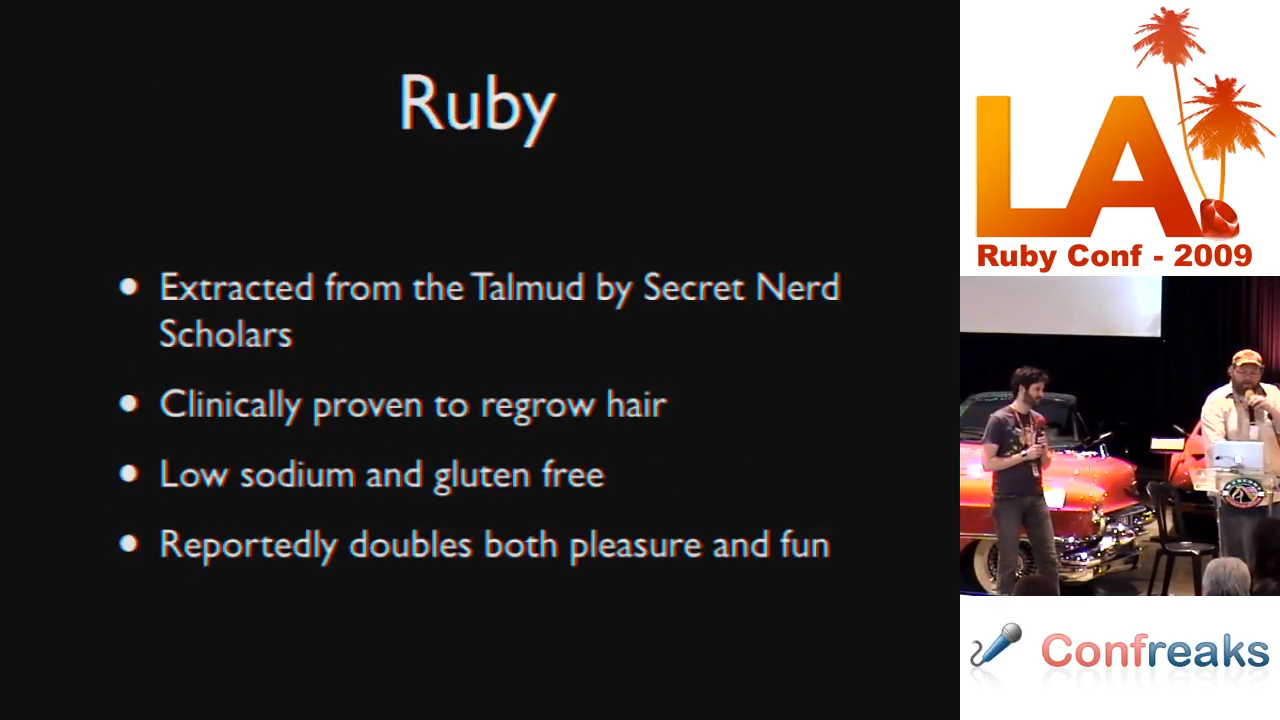 Ruby
Extracted from the Talmud by Secret Nerd
Scholars
Clinically proven to regrow hair
Low sodium and gluten free
Reportedly doubles both pleasure and fun
LA
Ruby Conf - 2009
Confreaks